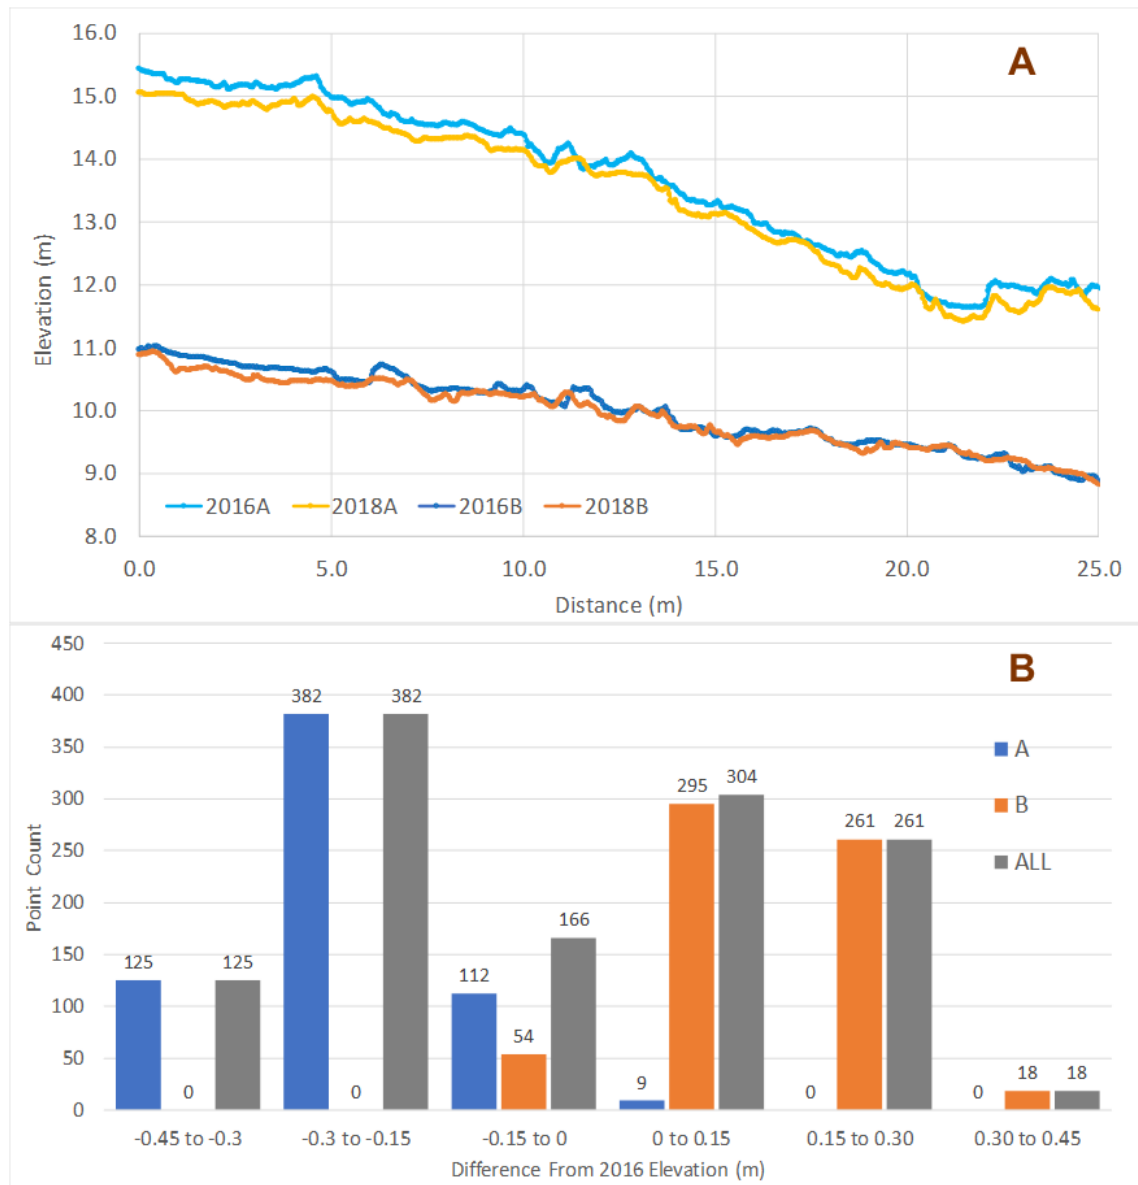 A
16.0
15.0
14.0
13.0
12.0
11.0
10.0
9.0
8.0
Elevation (m)
2016A 2018A 2016B 2018B
0.0 5.0 10.0 15.0 20.0 25.0
Distance (m)
B
450
400
350
300
250
200
150
100
50
0
Point Count
125 0 125
382 0 382
112 54 166
9 295 304
0 261 261
0 18 18
A
B
ALL
-0.45 to -0.3 -0.3 to -0.15 -0.15 to 0 0 to 0.15 0.15 to 0.30 0.30 to 0.45
Difference From 2016 Elevation (m)